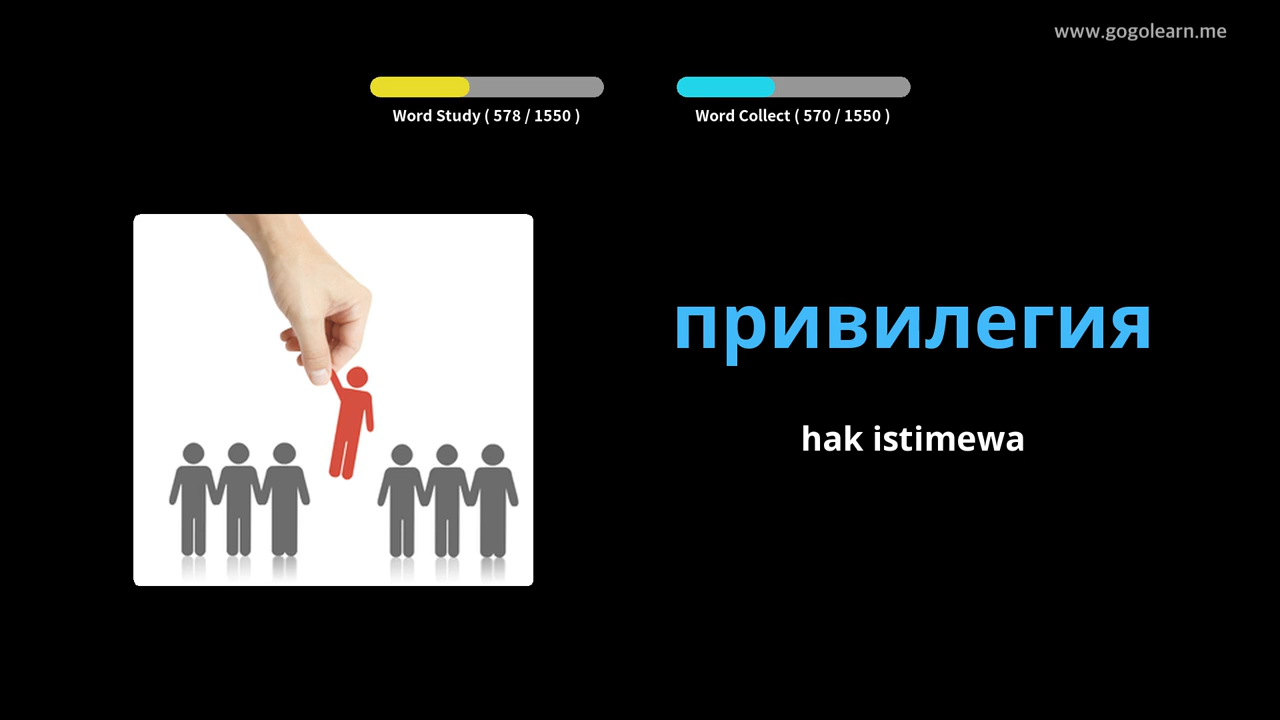 www.gogolearn.me
Word Study ( 578 / 1550 )
Word Collect ( 570 / 1550 )
привилегия
hak istimewa